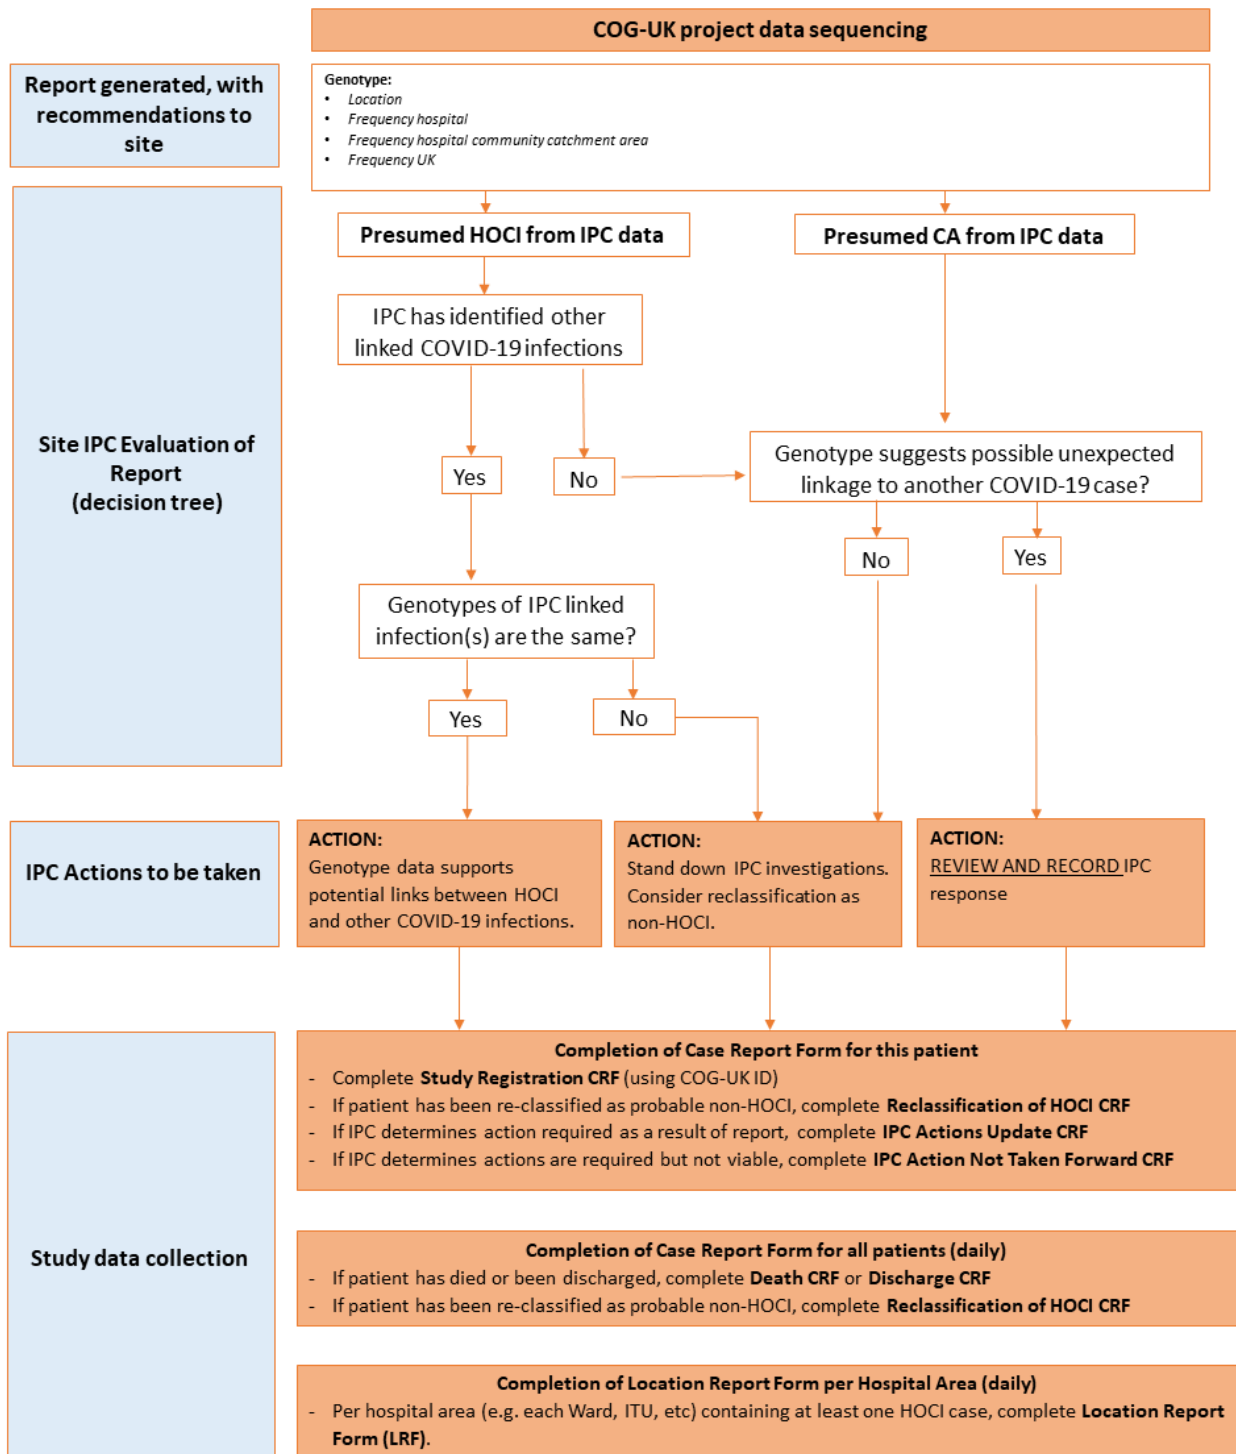 COG-UK project data sequencing
Report generated, with
recommendations to
site
Genotype:
• Location
• Frequency hospital
• Frequency hospital community catchment area
• Frequency UK
Presumed HOCI from IPC data
Presumed CA from IPC data
IPC has identified other
linked COVID-19 infections
Site IPC Evaluation of
Report
(decision tree)
Yes
No
Genotype suggests possible unexpected
linkage to another COVID-19 case?
No
Yes
Genotypes of IPC linked
infection(s) are the same?
Yes
No
IPC Actions to be taken
ACTION:
Genotype data supports
potential links between HOCI
and other COVID-19 infections.
ACTION:
Stand down IPC investigations.
Consider reclassification as
non-HOCI.
ACTION:
REVIEW AND RECORD IPC
response
Study data collection
Completion of Case Report Form for this patient
- Complete Study Registration CRF (using COG-UK ID)
- If patient has been re-classified as probable non-HOCI, complete Reclassification of HOCI CRF
- If IPC determines action required as a result of report, complete IPC Actions Update CRF
- If IPC determines actions are required but not viable, complete IPC Action Not Taken Forward CRF
Completion of Case Report Form for all patients (daily)
- If patient has died or been discharged, complete Death CRF or Discharge CRF
- If patient has been re-classified as probable non-HOCI, complete Reclassification of HOCI CRF
Completion of Location Report Form per Hospital Area (daily)
- Per hospital area (e.g. each Ward, ITU, etc) containing at least one HOCI case, complete Location Report
Form (LRF).